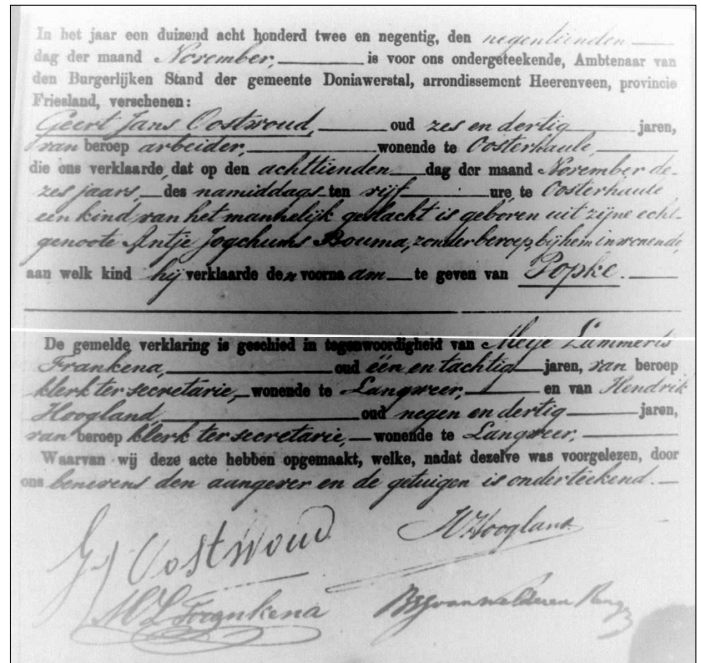 In het jaar een duizend acht honderd twee en negentig, den negentienden
dag der maand November, is voor ons ondergeteekende, Ambtenaar van
den Burgerlijken Stand der gemeente Doniawerstal, arrondissement Heerenveen, provincie
Friesland, verschenen:
Geert Jans Oostwoud, oud zes en dertig jaren,
van beroep arbeider, wonende te Oosterhaule,
die ons verklaarde, dat op den achttienden dag der maand November de-
zes jaars, des namiddags ten vijf ure, te Oosterhaule
een kind van het mannelijk geslacht is geboren uit zijne echt-
genoote Antje Jogchums Bouma, zonder beroep, bij hem inwonende,
aan welk kind hij verklaarde den voornaam te geven van Popke.
De gemelde verklaring is geschied in tegenwoordigheid van Meije Lammerts
Frankena, oud één en tachtig jaren, van beroep
klerk ter secretarie, wonende te Langweer, en van Hendrik
Hoogland, oud negen en dertig jaren,
van beroep klerk ter secretarie, wonende te Langweer,
Waarvan wij deze acte hebben opgemaakt, welke, nadat dezelve was voorgelezen, door
ons benevens den aangever en de getuigen is onderteekend.
GJ Oostwoud
H Hoogland
M L Frankena